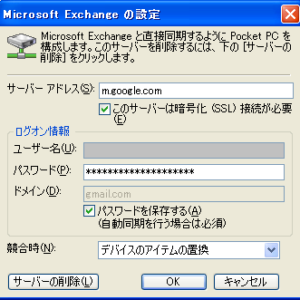 Microsoft Exchange の設定
Microsoft Exchange と直接同期するように Pocket PC を
構成します。このサーバーを削除するには、下の [サーバーの
削除] をクリックします。
サーバー アドレス(S): m.google.com
このサーバーは暗号化 (SSL) 接続が必要
(E)
ログオン情報
ユーザー名(U):
パスワード(P): ********************
ドメイン(D): gmail.com
パスワードを保存する(A)
(自動同期を行う場合は必須)
競合時(N): デバイスのアイテムの置換
サーバーの削除(L) OK キャンセル